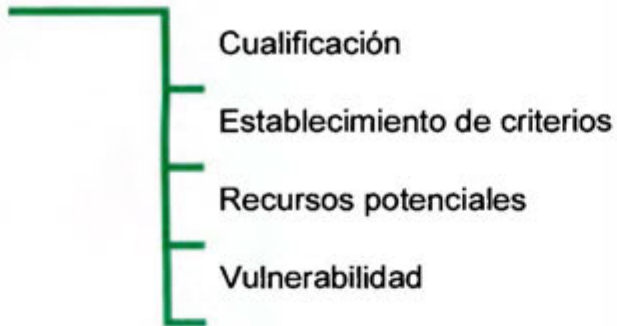 Cualificación
Establecimiento de criterios
Recursos potenciales
Vulnerabilidad